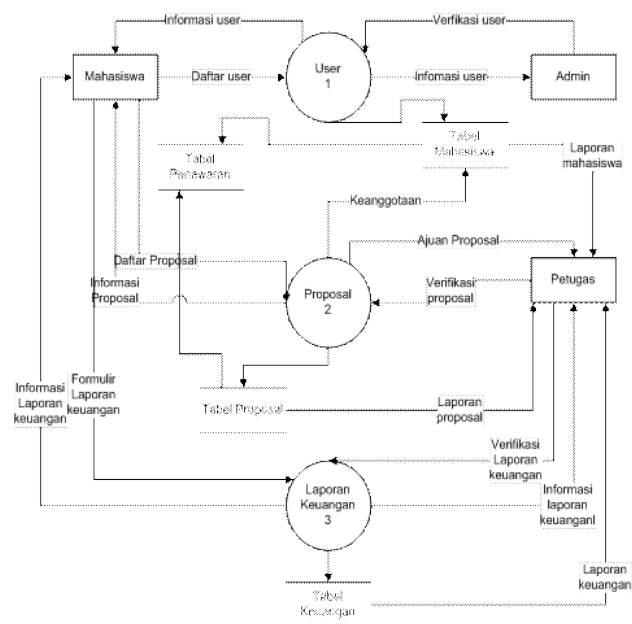 Informasi user
Verfikasi user
Mahasiswa
Daftar user
User
1
Infomasi user
Admin
Tabel
Penawaran
Tabel
Mahasiswa
Laporan
mahasiswa
Keanggotaan
Ajuan Proposal
Daftar Proposal
Informasi
Proposal
Proposal
2
Verifikasi
proposal
Petugas
Informasi
Laporan
keuangan
Formulir
Laporan
keuangan
Tabel Proposal
Laporan
proposal
Verifikasi
Laporan
keuangan
Laporan
Keuangan
3
Informasi
laporan
keuanganl
Laporan
keuangan
Tabel
Keuangan